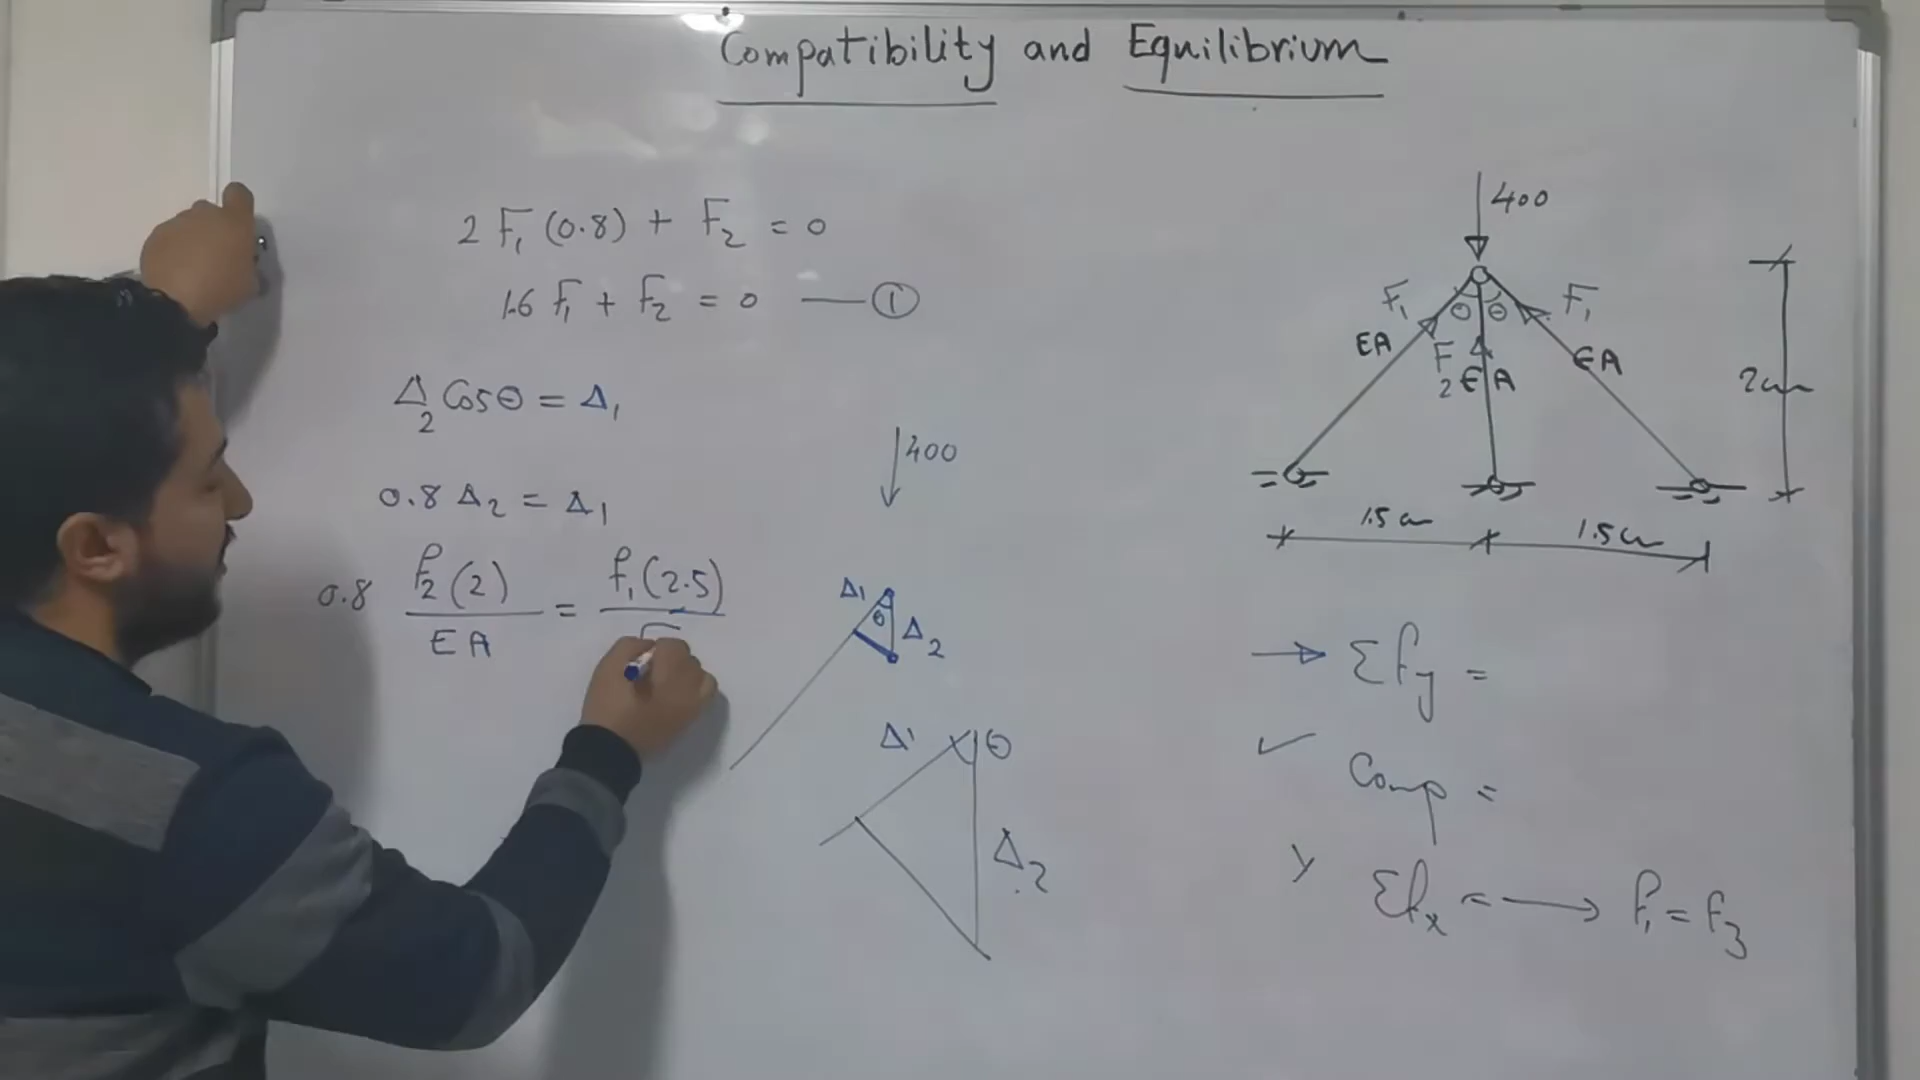 Compatibility and Equilibrium
2 F₁ (0.8) + F₂ = 0
1.6 F₁ + F₂ = 0 —— ①
Δ₂ Cosθ = Δ₁
0.8 Δ₂ = Δ₁
0.8 F₂(2) / EA = F₁(2.5)
400
Δ₁
θ
Δ₂
Δ₁
θ
Δ₂
400
F₁
θ
θ
F₁
EA
F₂
EA
EA
2m
1.5m
1.5m
→ ΣFy =
✓ Comp =
ΣFx = → F₁ = F₃